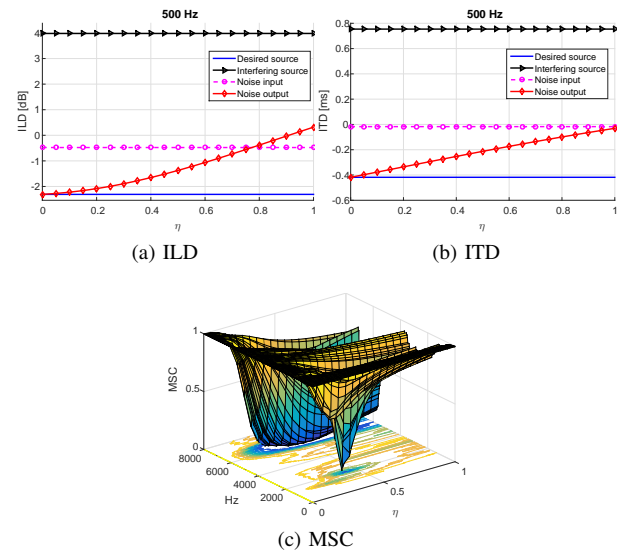 500 Hz
ILD [dB]
4
3
2
1
0
-1
-2
Desired source
Interfering source
Noise input
Noise output
0 0.2 0.4 0.6 0.8 1
η
(a) ILD
500 Hz
ITD [ms]
0.8
0.6
0.4
0.2
0
-0.2
-0.4
-0.6
Desired source
Interfering source
Noise input
Noise output
0 0.2 0.4 0.6 0.8 1
η
(b) ITD
MSC
1
0.5
0
8000
6000
4000
2000
0
Hz
0
0.5
1
η
(c) MSC